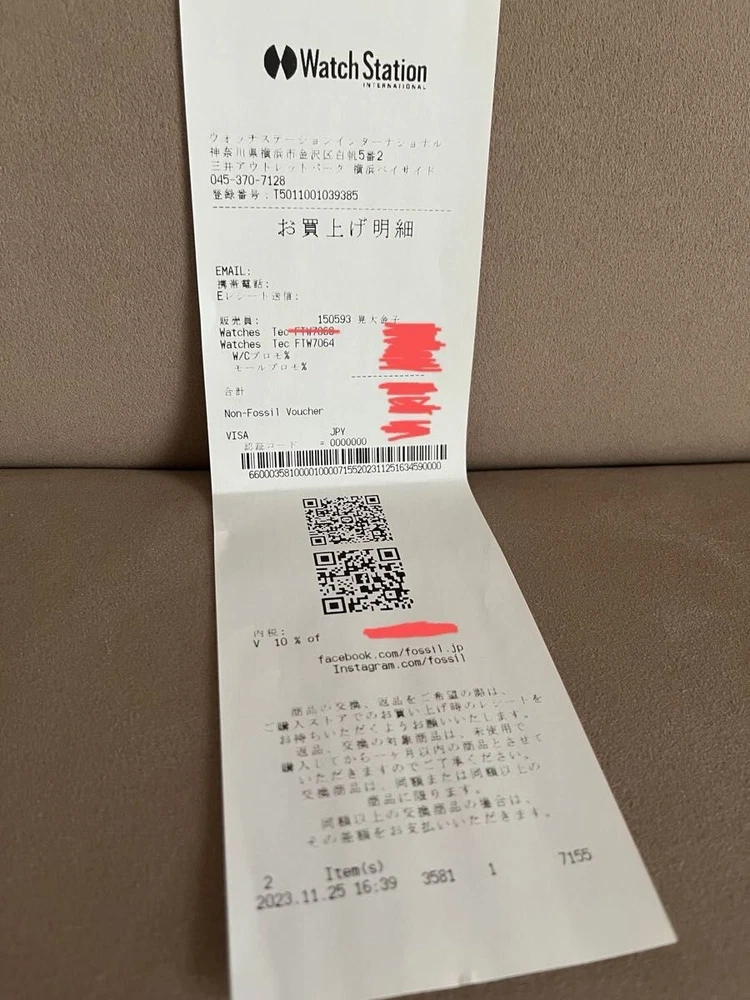 Watch Station
INTERNATIONAL
ウォッチステーションインターナショナル
神奈川県横浜市金沢区白帆5番2
三井アウトレットパーク 横浜ベイサイド
045-370-7128
登録番号：T5011001039385
お買上げ明細
EMAIL:
携帯電話:
Eレシート送信:
販売員: 150593 晃大金子
Watches Tec
Watches Tec FTW7064
W/Cプロモ%
モールプロモ%
合計
Non-Fossil Voucher
VISA JPY
認証コード = 0000000
内税:
V 10 % of
facebook.com/fossil.jp
Instagram.com/fossil
商品の交換、返品をご希望の際は、
ご購入ストアでのお買い上げ時のレシートを
お持ちいただくようお願いいたします。
返品、交換の対象商品は、未使用で
購入してから一ヶ月以内の商品とさせて
いただきますのでご了承ください。
交換商品は、同額または同額以上の
商品に限ります。
同額以上の交換商品の場合は、
その差額をお支払いいただきます。
2 Item(s)
2023.11.25 16:39 3581 1 7155